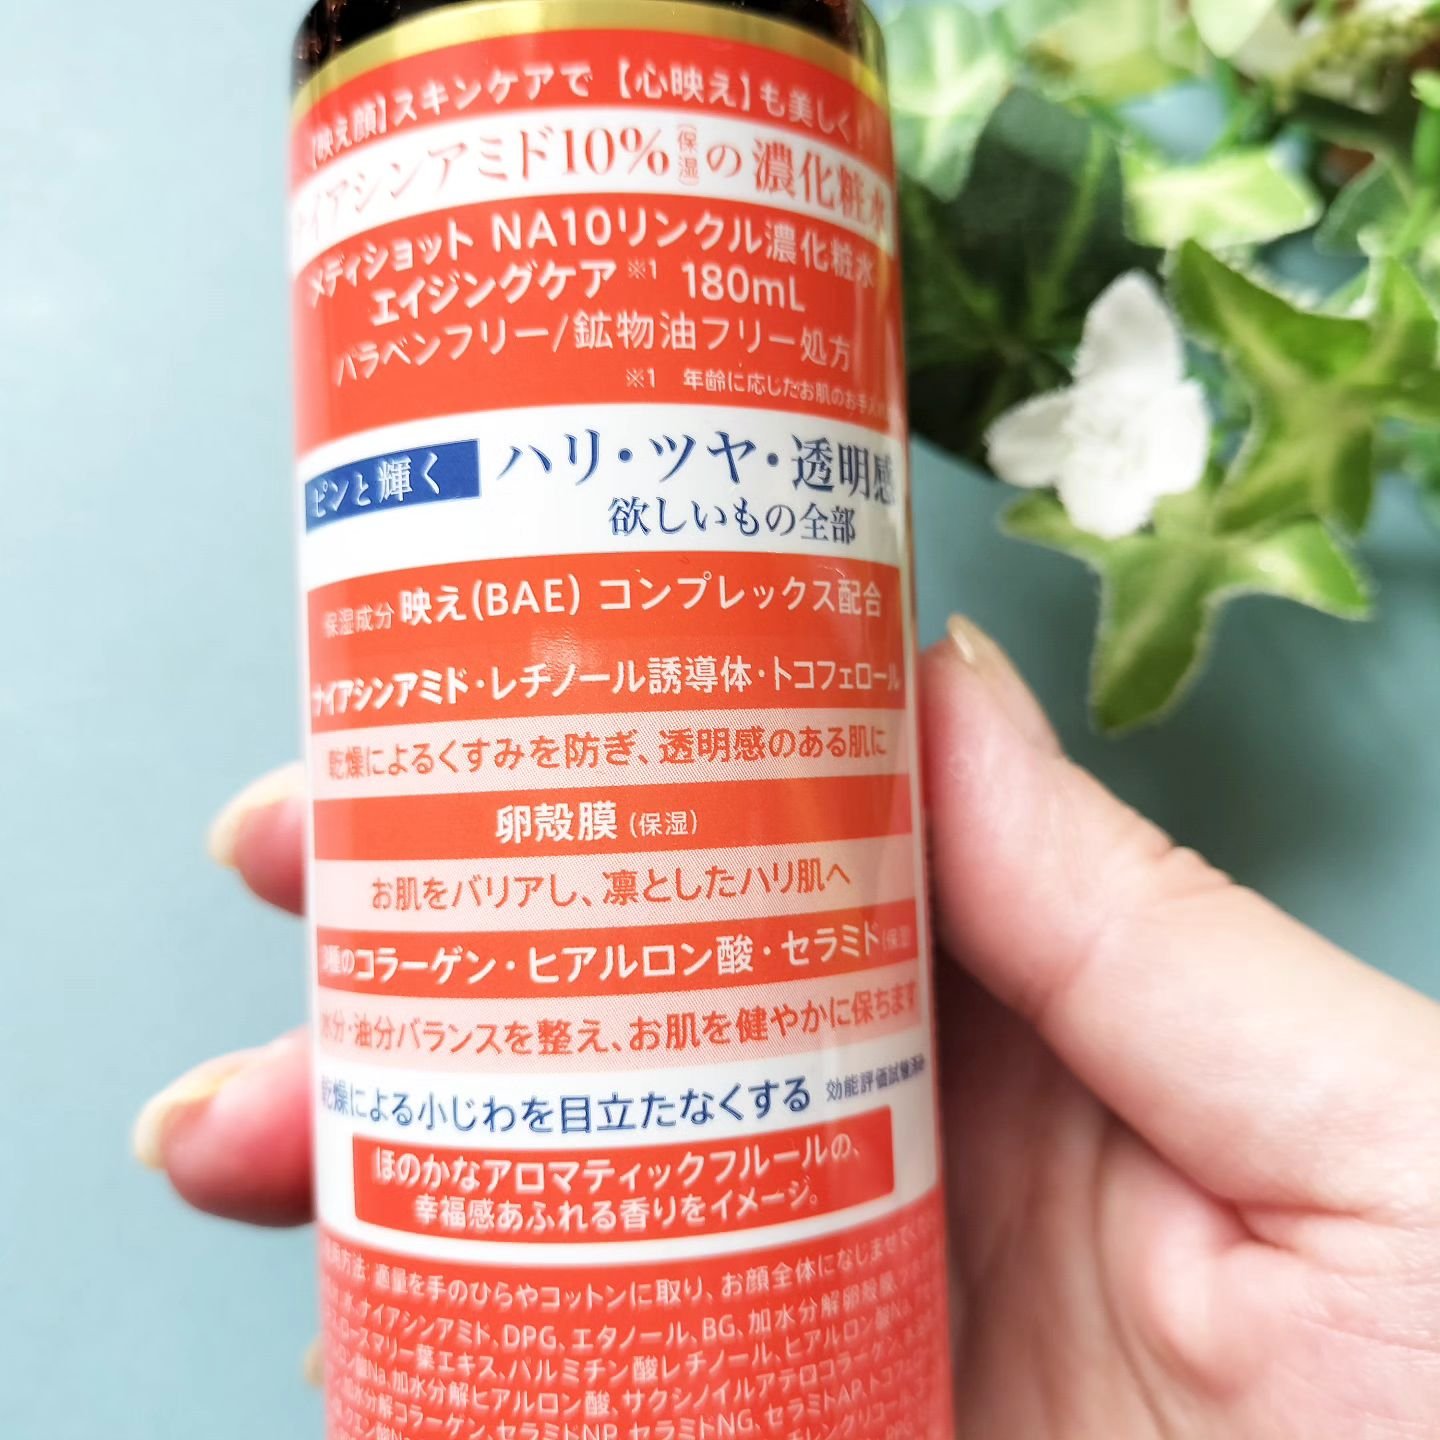 【映え顔】スキンケアで【心映え】も美しく!
ナイアシンアミド10%(保湿)の濃化粧水
メディショット NA10リンクル濃化粧水
エイジングケア※1 180mL
パラベンフリー/鉱物油フリー処方
※1 年齢に応じたお肌のお手入れ
ピンと輝く ハリ・ツヤ・透明感
欲しいもの全部
保湿成分 映え(BAE) コンプレックス配合
ナイアシンアミド・レチノール誘導体・トコフェロール
乾燥によるくすみを防ぎ、透明感のある肌に
卵殻膜(保湿)
お肌をバリアし、凛としたハリ肌へ
種のコラーゲン・ヒアルロン酸・セラミド(保湿)
水分・油分バランスを整え、お肌を健やかに保ちます
乾燥による小じわを目立たなくする 効能評価試験済み
ほのかなアロマティックフルールの、
幸福感あふれる香りをイメージ。
使用方法:適量を手のひらやコットンに取り、お顔全体になじませてくだ
水、ナイアシンアミド、DPG、エタノール、BG、加水分解卵殻膜、
ローズマリー葉エキス、パルミチン酸レチノール、ヒアルロン酸Na、
ン酸Na、加水分解ヒアルロン酸、サクシノイルアテロコラーゲン、
加水分解コラーゲン、セラミドNP、セラミドNG、セラミドAP、トコフ